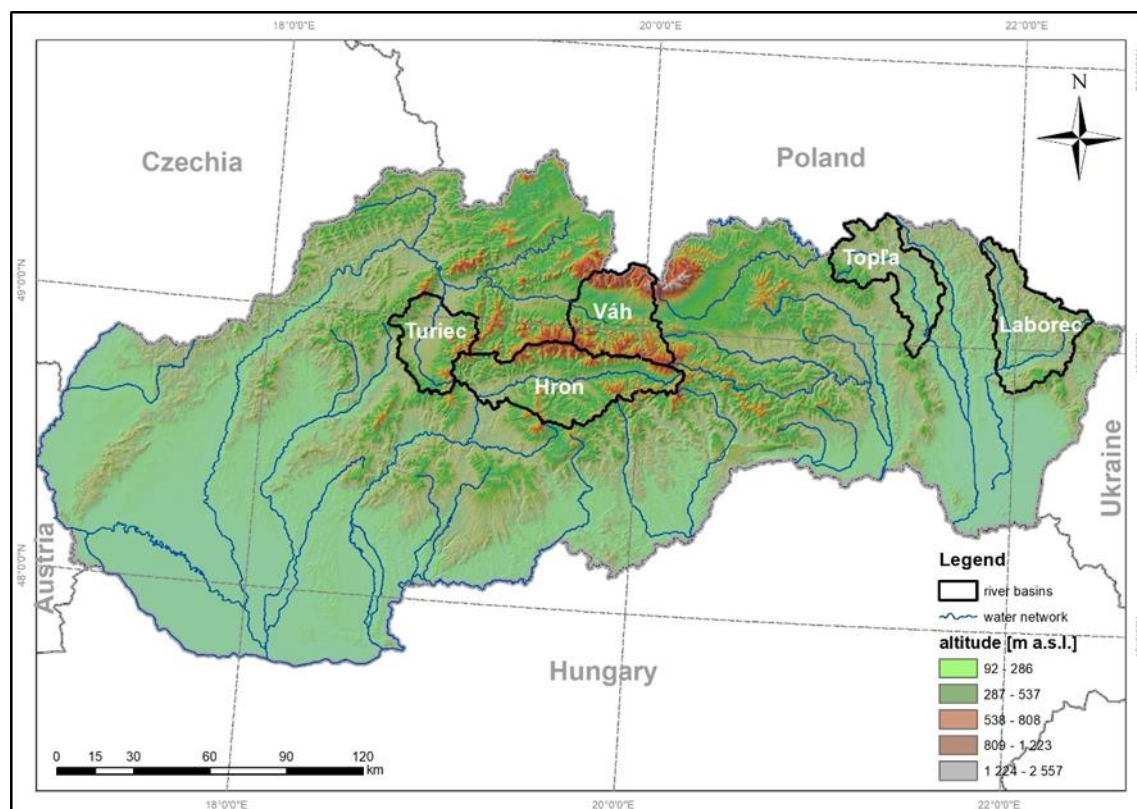 18°0'0"E
20°0'0"E
22°0'0"E
N
Czechia
Poland
Topľa
49°0'0"N
Váh
Turiec
Laborec
Hron
Ukraine
Austria
48°0'0"N
Legend
river basins
water network
altitude [m a.s.l.]
92 - 286
287 - 537
538 - 808
809 - 1 223
1 224 - 2 557
Hungary
0 15 30 60 90 120
km
18°0'0"E
20°0'0"E
22°0'0"E